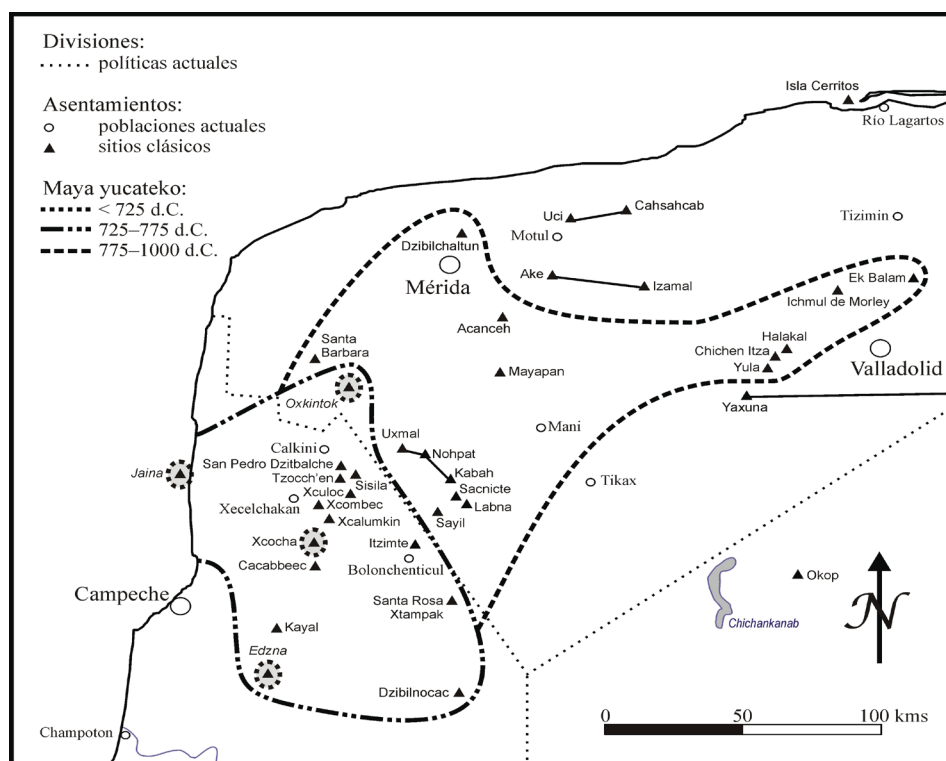 Divisiones:
políticas actuales
Asentamientos:
poblaciones actuales
sitios clásicos
Maya yucateko:
< 725 d.C.
725–775 d.C.
775–1000 d.C.
Isla Cerritos
Río Lagartos
Cahsahcab
Uci
Tizimin
Motul
Dzibilchaltun
Mérida
Ake
Izamal
Ek Balam
Ichmul de Morley
Acanceh
Santa
Barbara
Halakal
Chichen Itza
Valladolid
Yula
Mayapan
Oxkintok
Yaxuna
Mani
Uxmal
Calkini
Nohpat
San Pedro Dzitbalche
Jaina
Tzocch'en
Sisila
Kabah
Tikax
Sacnicte
Xculoc
Xecelchakan
Xcombec
Labna
Xcalumkin
Sayil
Xcocha
Itzimte
Cacabbeec
Bolonchenticul
Okop
Campeche
Santa Rosa
Xtampak
Chichankanab
N
Kayal
Edzna
Dzibilnocac
Champoton
0 50 100 kms